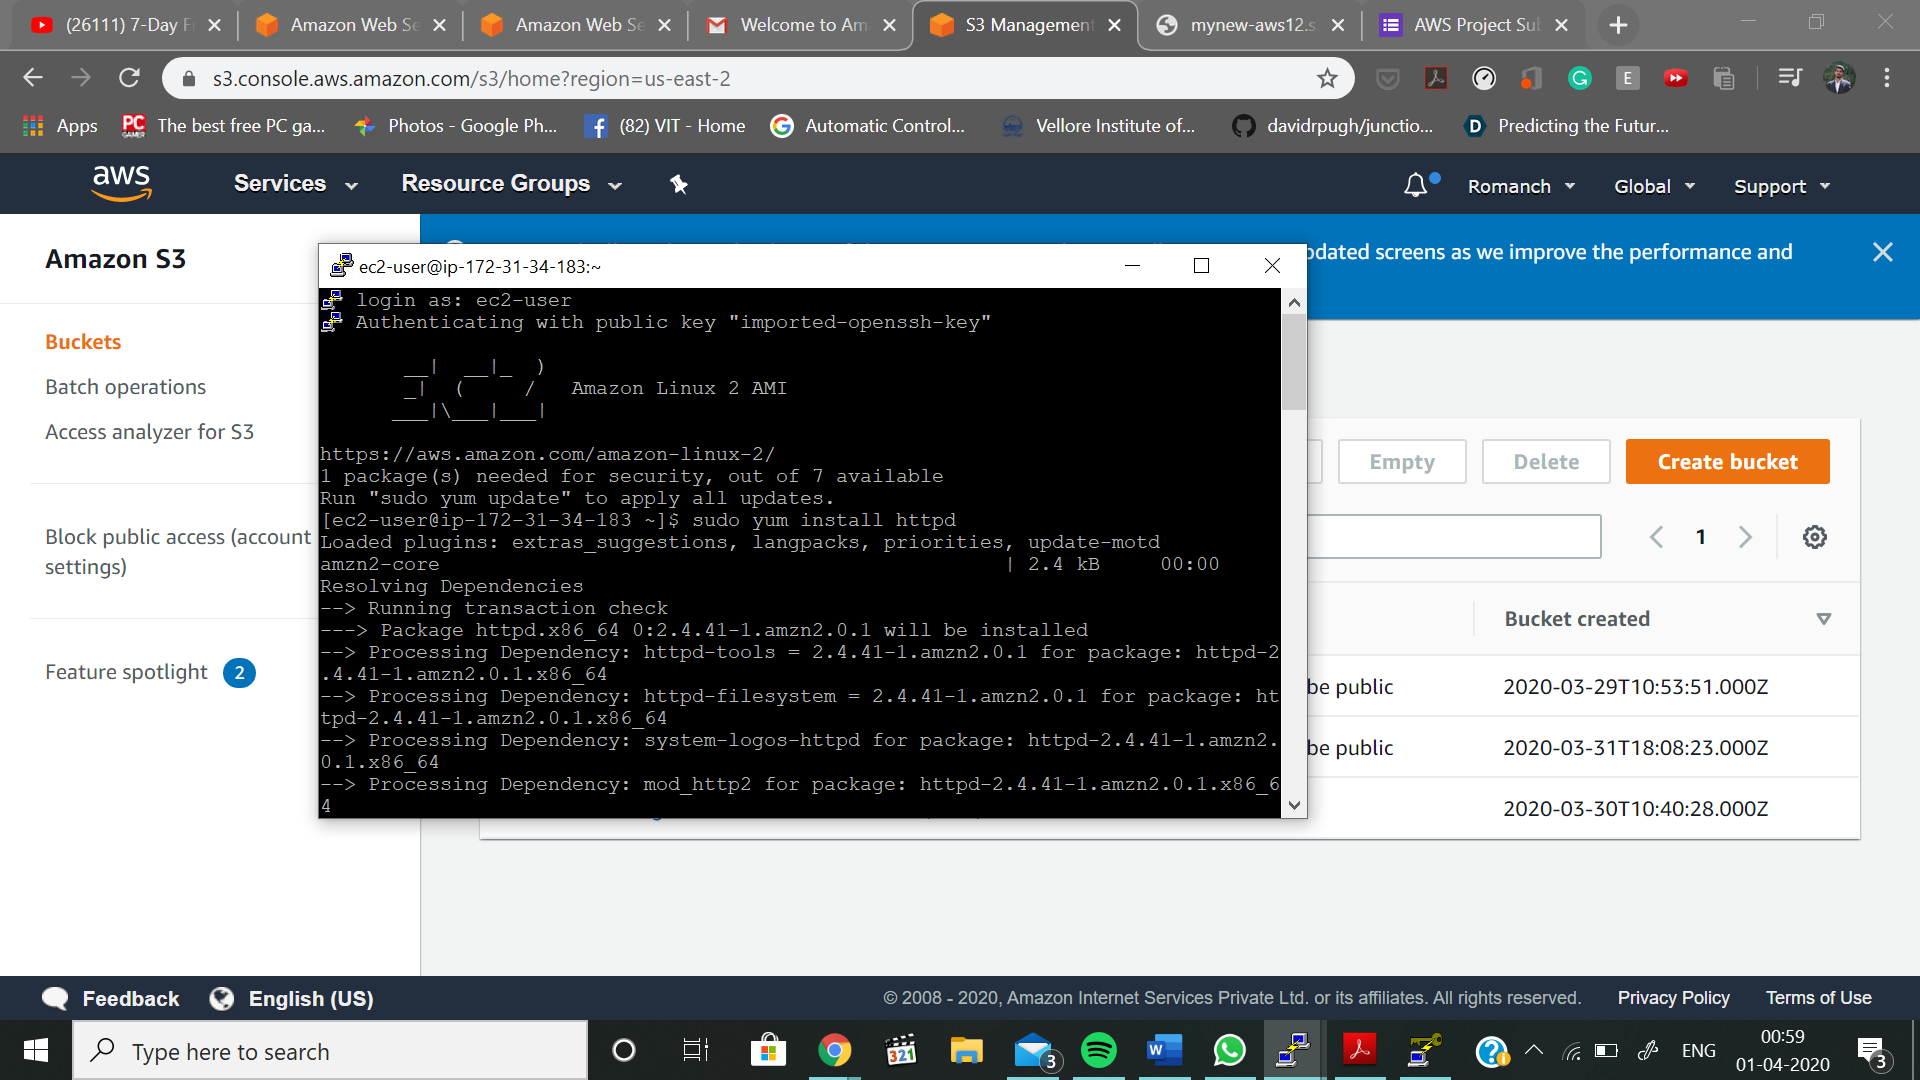 (26111) 7-Day F
Amazon Web Se
Amazon Web Se
Welcome to Am
S3 Management
mynew-aws12.s
AWS Project Sub
s3.console.aws.amazon.com/s3/home?region=us-east-2
Apps
The best free PC ga...
Photos - Google Ph...
(82) VIT - Home
Automatic Control...
Vellore Institute of...
davidrpugh/junctio...
Predicting the Futur...
aws
Services
Resource Groups
Romanch
Global
Support
Amazon S3
Buckets
Batch operations
Access analyzer for S3
Block public access (account
settings)
Feature spotlight 2
pdated screens as we improve the performance and
ec2-user@ip-172-31-34-183:~
login as: ec2-user
Authenticating with public key "imported-openssh-key"
__|  __|_  )
_|  (     /   Amazon Linux 2 AMI
___|\___|___|
https://aws.amazon.com/amazon-linux-2/
1 package(s) needed for security, out of 7 available
Run "sudo yum update" to apply all updates.
[ec2-user@ip-172-31-34-183 ~]$ sudo yum install httpd
Loaded plugins: extras_suggestions, langpacks, priorities, update-motd
amzn2-core | 2.4 kB 00:00
Resolving Dependencies
--> Running transaction check
---> Package httpd.x86_64 0:2.4.41-1.amzn2.0.1 will be installed
--> Processing Dependency: httpd-tools = 2.4.41-1.amzn2.0.1 for package: httpd-2
.4.41-1.amzn2.0.1.x86_64
--> Processing Dependency: httpd-filesystem = 2.4.41-1.amzn2.0.1 for package: ht
tpd-2.4.41-1.amzn2.0.1.x86_64
--> Processing Dependency: system-logos-httpd for package: httpd-2.4.41-1.amzn2.
0.1.x86_64
--> Processing Dependency: mod_http2 for package: httpd-2.4.41-1.amzn2.0.1.x86_6
4
Empty
Delete
Create bucket
1
Bucket created
be public 2020-03-29T10:53:51.000Z
be public 2020-03-31T18:08:23.000Z
2020-03-30T10:40:28.000Z
Feedback
English (US)
© 2008 - 2020, Amazon Internet Services Private Ltd. or its affiliates. All rights reserved.
Privacy Policy
Terms of Use
Type here to search
321
3
ENG
00:59
01-04-2020
3